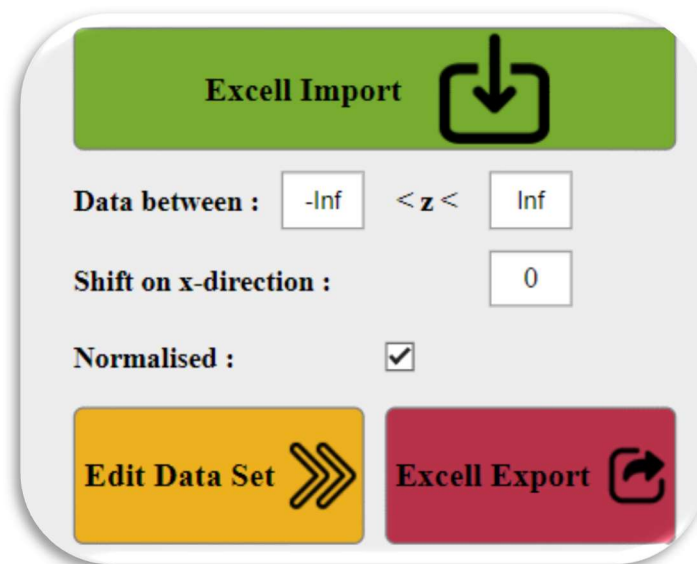 Excell Import
Data between : -Inf < z < Inf
Shift on x-direction : 0
Normalised :
Edit Data Set Excell Export